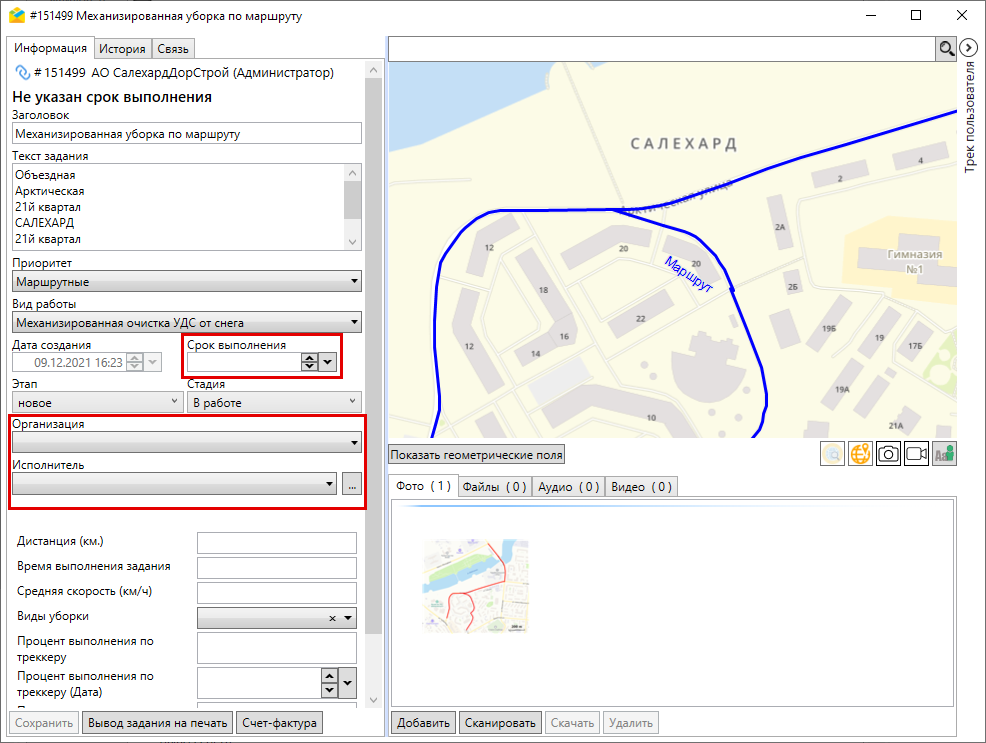 #151499 Механизированная уборка по маршруту
Информация
История
Связь
# 151499 АО СалехардДорСтрой (Администратор)
Не указан срок выполнения
Заголовок
Механизированная уборка по маршруту
Текст задания
Объездная
Арктическая
21й квартал
САЛЕХАРД
21й квартал
Приоритет
Маршрутные
Вид работы
Механизированная очистка УДС от снега
Дата создания
Срок выполнения
09.12.2021 16:23
Этап
Стадия
новое
В работе
Организация
Исполнитель
...
Дистанция (км.)
Время выполнения задания
Средняя скорость (км/ч)
Виды уборки
Процент выполнения по
треккеру
Процент выполнения по
треккеру (Дата)
Сохранить
Вывод задания на печать
Счет-фактура
Трек пользователя
САЛЕХАРД
Арктическая улица
Маршрут
Гимназия
№1
4
2
2А
12
20
20
18
2Б
22
16
19Б
19
17Б
12
14
19А
10
21А
Показать геометрические поля
Фото ( 1 )
Файлы ( 0 )
Аудио ( 0 )
Видео ( 0 )
Добавить
Сканировать
Скачать
Удалить